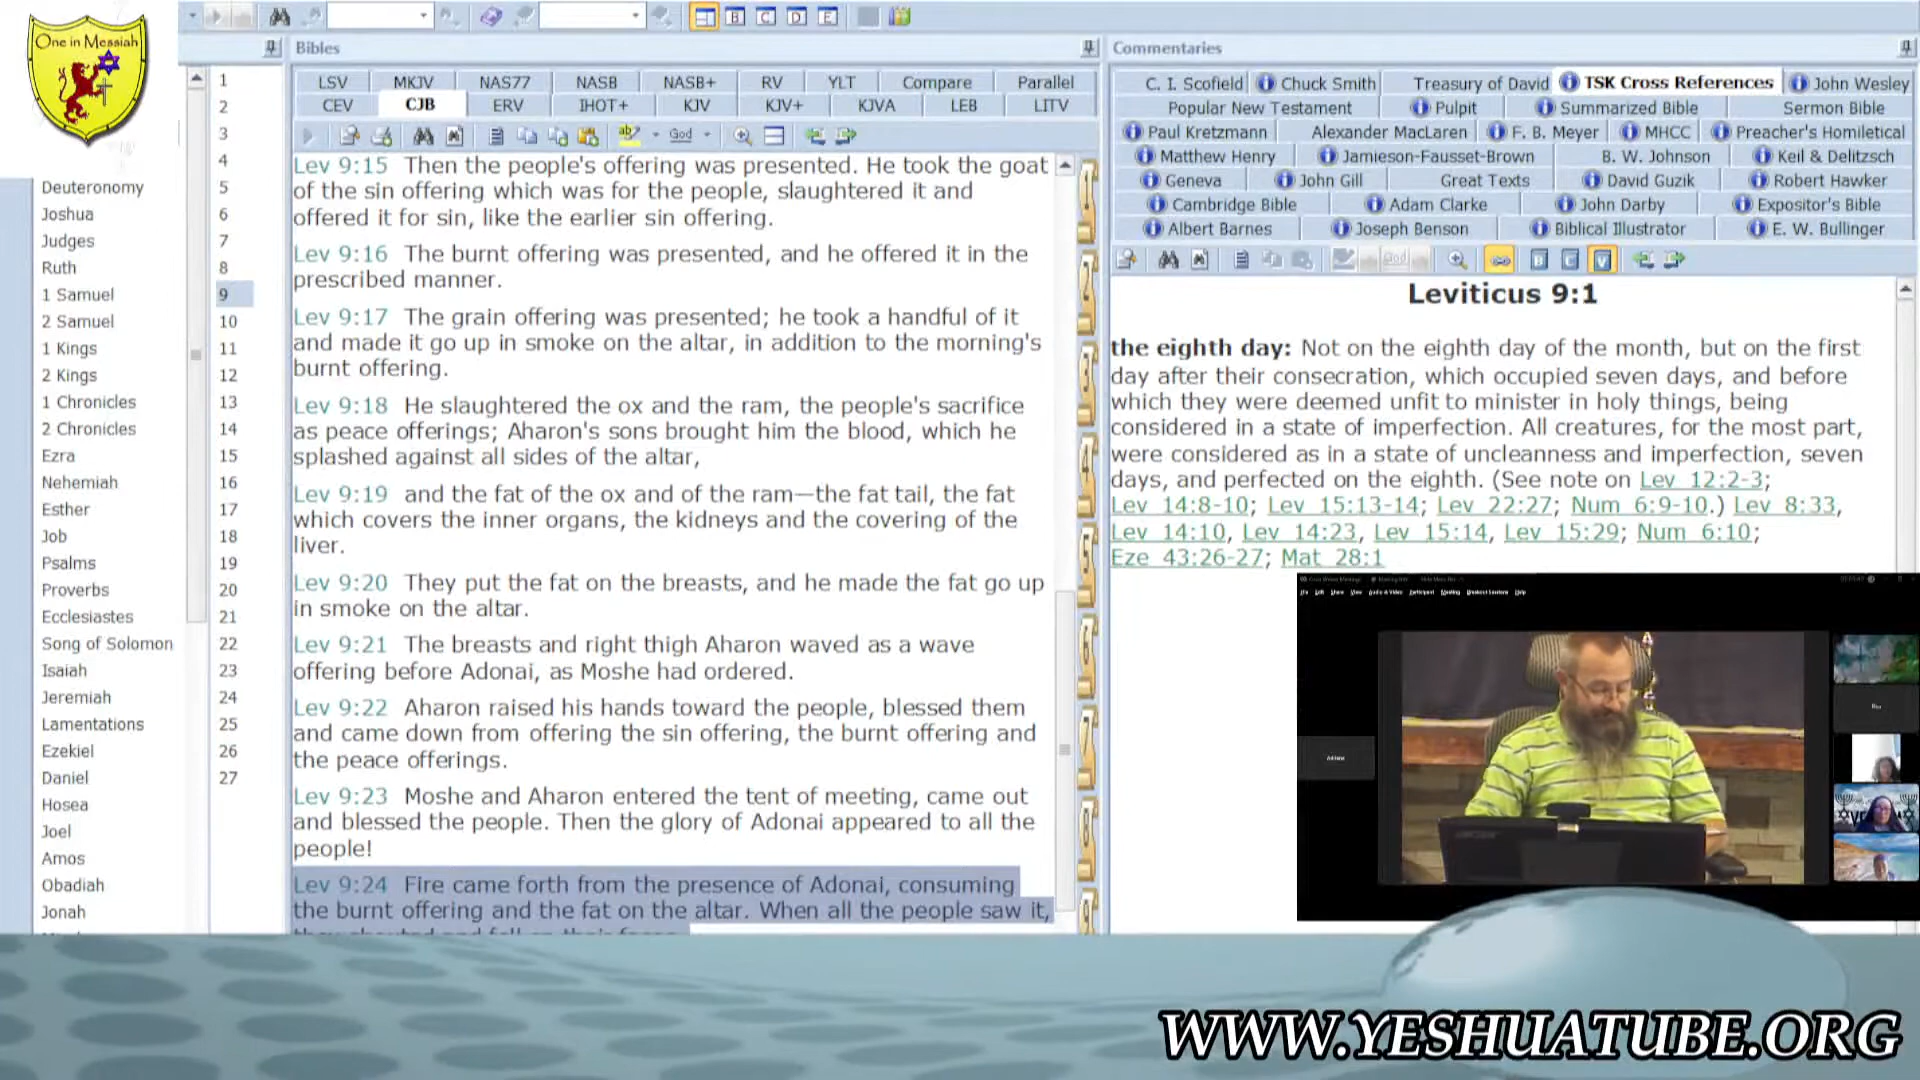 One in Messiah
Bibles
LSV MKJV NAS77 NASB NASB+ RV YLT Compare Parallel
CEV CJB ERV IHOT+ KJV KJV+ KJVA LEB LITV
God
Deuteronomy
Joshua
Judges
Ruth
1 Samuel
2 Samuel
1 Kings
2 Kings
1 Chronicles
2 Chronicles
Ezra
Nehemiah
Esther
Job
Psalms
Proverbs
Ecclesiastes
Song of Solomon
Isaiah
Jeremiah
Lamentations
Ezekiel
Daniel
Hosea
Joel
Amos
Obadiah
Jonah
1
2
3
4
5
6
7
8
9
10
11
12
13
14
15
16
17
18
19
20
21
22
23
24
25
26
27
Lev 9:15 Then the people's offering was presented. He took the goat
of the sin offering which was for the people, slaughtered it and
offered it for sin, like the earlier sin offering.
Lev 9:16 The burnt offering was presented, and he offered it in the
prescribed manner.
Lev 9:17 The grain offering was presented; he took a handful of it
and made it go up in smoke on the altar, in addition to the morning's
burnt offering.
Lev 9:18 He slaughtered the ox and the ram, the people's sacrifice
as peace offerings; Aharon's sons brought him the blood, which he
splashed against all sides of the altar,
Lev 9:19 and the fat of the ox and of the ram—the fat tail, the fat
which covers the inner organs, the kidneys and the covering of the
liver.
Lev 9:20 They put the fat on the breasts, and he made the fat go up
in smoke on the altar.
Lev 9:21 The breasts and right thigh Aharon waved as a wave
offering before Adonai, as Moshe had ordered.
Lev 9:22 Aharon raised his hands toward the people, blessed them
and came down from offering the sin offering, the burnt offering and
the peace offerings.
Lev 9:23 Moshe and Aharon entered the tent of meeting, came out
and blessed the people. Then the glory of Adonai appeared to all the
people!
Lev 9:24 Fire came forth from the presence of Adonai, consuming
the burnt offering and the fat on the altar. When all the people saw it,
1
2
3
4
5
6
7
8
9
Commentaries
C. I. Scofield Chuck Smith Treasury of David TSK Cross References John Wesley
Popular New Testament Pulpit Summarized Bible Sermon Bible
Paul Kretzmann Alexander MacLaren F. B. Meyer MHCC Preacher's Homiletical
Matthew Henry Jamieson-Fausset-Brown B. W. Johnson Keil & Delitzsch
Geneva John Gill Great Texts David Guzik Robert Hawker
Cambridge Bible Adam Clarke John Darby Expositor's Bible
Albert Barnes Joseph Benson Biblical Illustrator E. W. Bullinger
Leviticus 9:1
the eighth day: Not on the eighth day of the month, but on the first
day after their consecration, which occupied seven days, and before
which they were deemed unfit to minister in holy things, being
considered in a state of imperfection. All creatures, for the most part,
were considered as in a state of uncleanness and imperfection, seven
days, and perfected on the eighth. (See note on Lev 12:2-3;
Lev 14:8-10; Lev 15:13-14; Lev 22:27; Num 6:9-10.) Lev 8:33,
Lev 14:10, Lev 14:23, Lev 15:14, Lev 15:29; Num 6:10;
Eze 43:26-27; Mat 28:1
WWW.YESHUATUBE.ORG